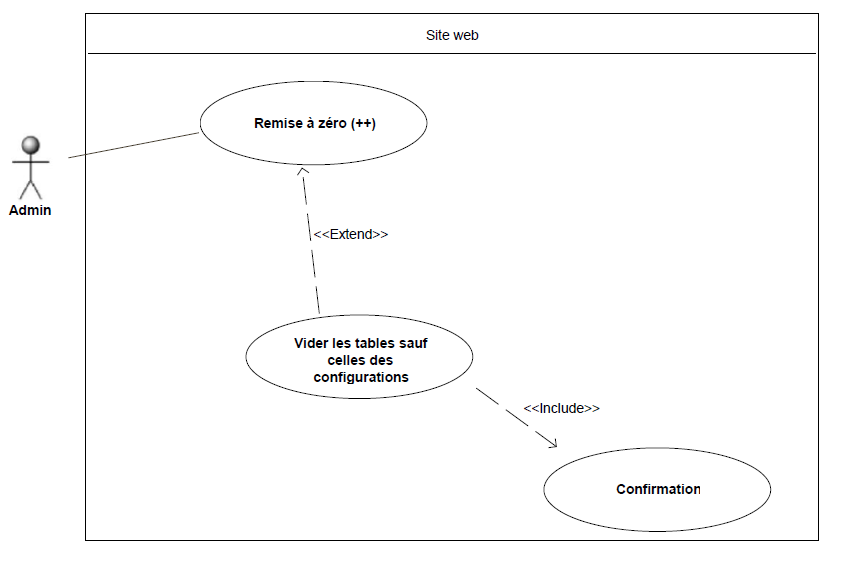 Site web
Remise à zéro (++)
Admin
<<Extend>>
Vider les tables sauf
celles des
configurations
<<Include>>
Confirmation